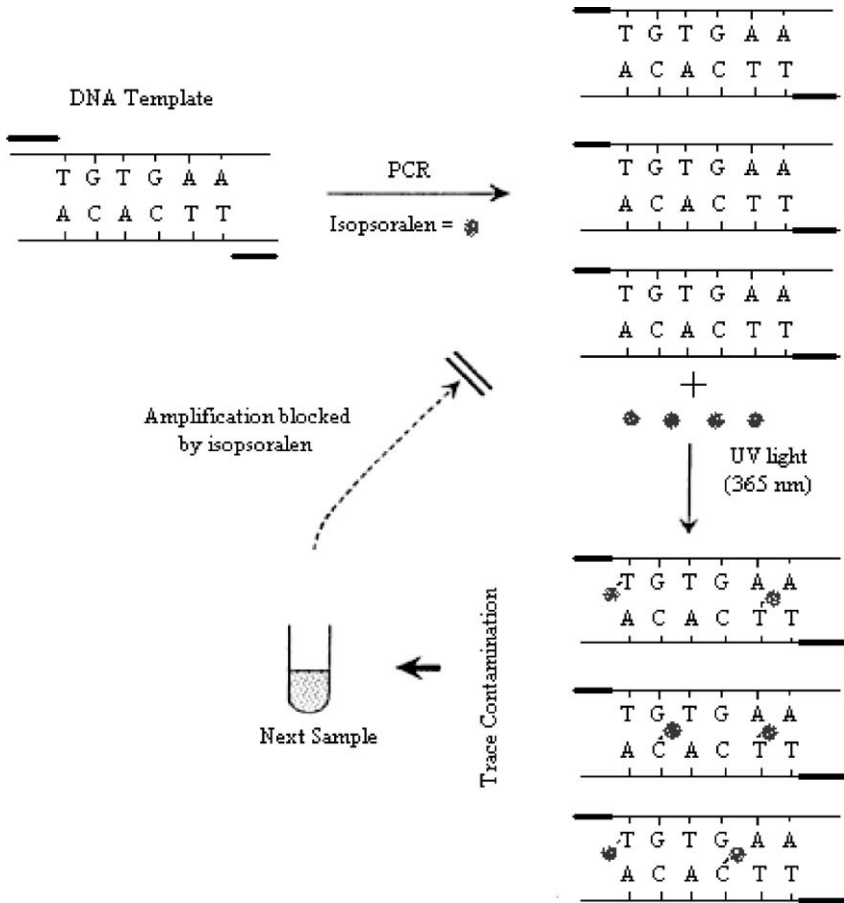 DNA Template
T G T G A A
A C A C T T
PCR
Isopsoralen =
T G T G A A
A C A C T T
T G T G A A
A C A C T T
T G T G A A
A C A C T T
+
UV light
(365 nm)
Amplification blocked
by isopsoralen
T G T G A A
A C A C T T
T G T G A A
A C A C T T
T G T G A A
A C A C T T
Trace Contamination
Next Sample